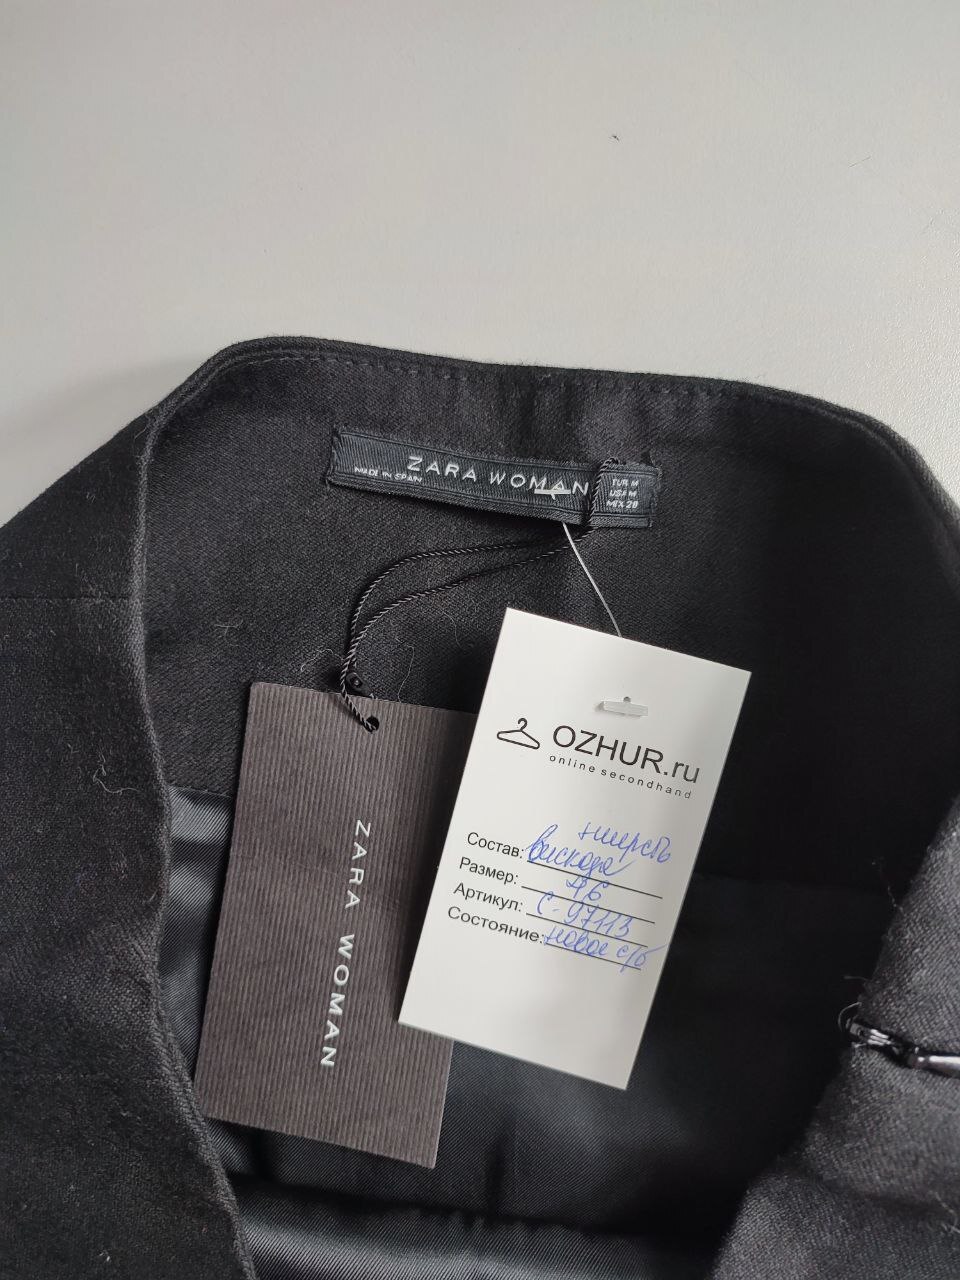 ZARA WOMAN
MADE IN SPAIN
EUR M
USA M
MEX 28
ZARA WOMAN
OZHUR.ru
online secondhand
+шерсть
Состав: вискоза
Размер: 46
Артикул: С-97113
Состояние: новое с/б